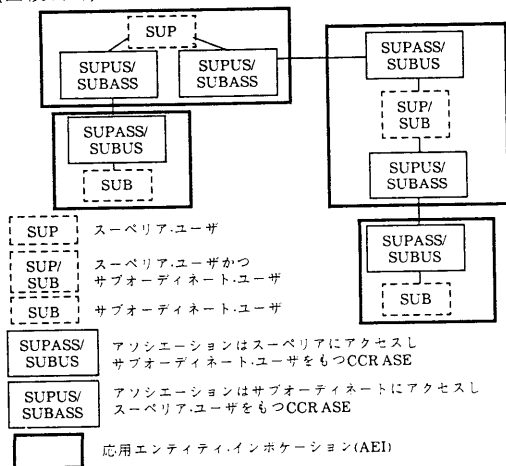 SUP
SUPUS/
SUBASS
SUPUS/
SUBASS
SUPASS/
SUBUS
SUP/
SUB
SUPUS/
SUBASS
SUPASS/
SUBUS
SUB
SUPASS/
SUBUS
SUB
SUP スーペリア・ユーザ
SUP/
SUB
スーペリア・ユーザかつ
サブオーディネート・ユーザ
SUB サブオーディネート・ユーザ
SUPASS/
SUBUS
アソシエーションはスーペリアにアクセスし
サブオーディネート・ユーザをもつCCR ASE
SUPUS/
SUBASS
アソシエーションはサブオーディネートにアクセスし
スーペリア・ユーザをもつCCR ASE
応用エンティティ・インボケーション(AEI)